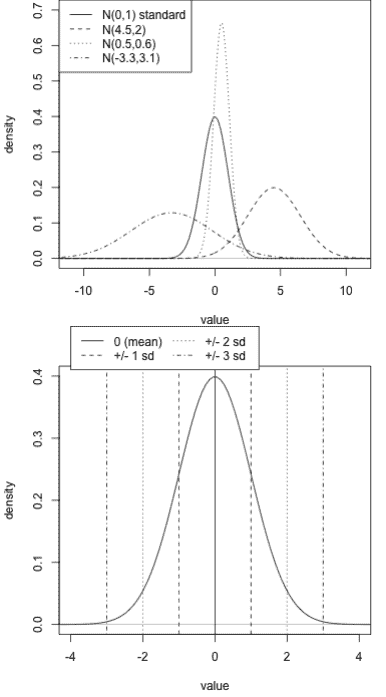 N(0,1) standard
N(4.5,2)
N(0.5,0.6)
N(-3.3,3.1)
density
0.0 0.1 0.2 0.3 0.4 0.5 0.6 0.7
-10 -5 0 5 10
value
0 (mean) +/- 2 sd
+/- 1 sd +/- 3 sd
density
0.0 0.1 0.2 0.3 0.4
-4 -2 0 2 4
value